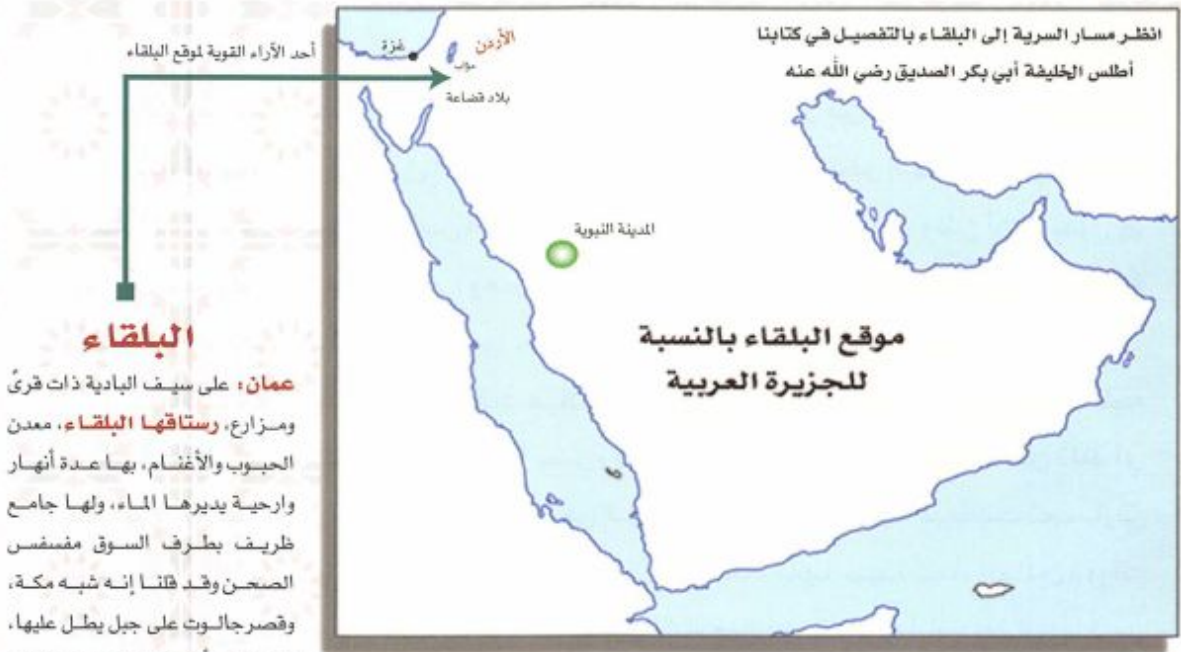 انظر مسار السرية إلى البلقاء بالتفصيل في كتابنا
أطلس الخليفة أبي بكر الصديق رضي الله عنه
الأردن
غزة
أحد الآراء القوية لموقع البلقاء
مؤاب
بلاد قضاعة
المدينة النبوية
موقع البلقاء بالنسبة
للجزيرة العربية
البلقاء
عمان: على سيف البادية ذات قرىً
ومزارع، رستاقها البلقاء، معدن
الحبوب والأغنام، بها عدة أنهار
وارحية يديرها الماء، ولها جامع
ظريف بطرف السوق مفسفس
الصحن وقد قلنا إنه شبه مكة،
وقصر جالوت على جبل يطل عليها،